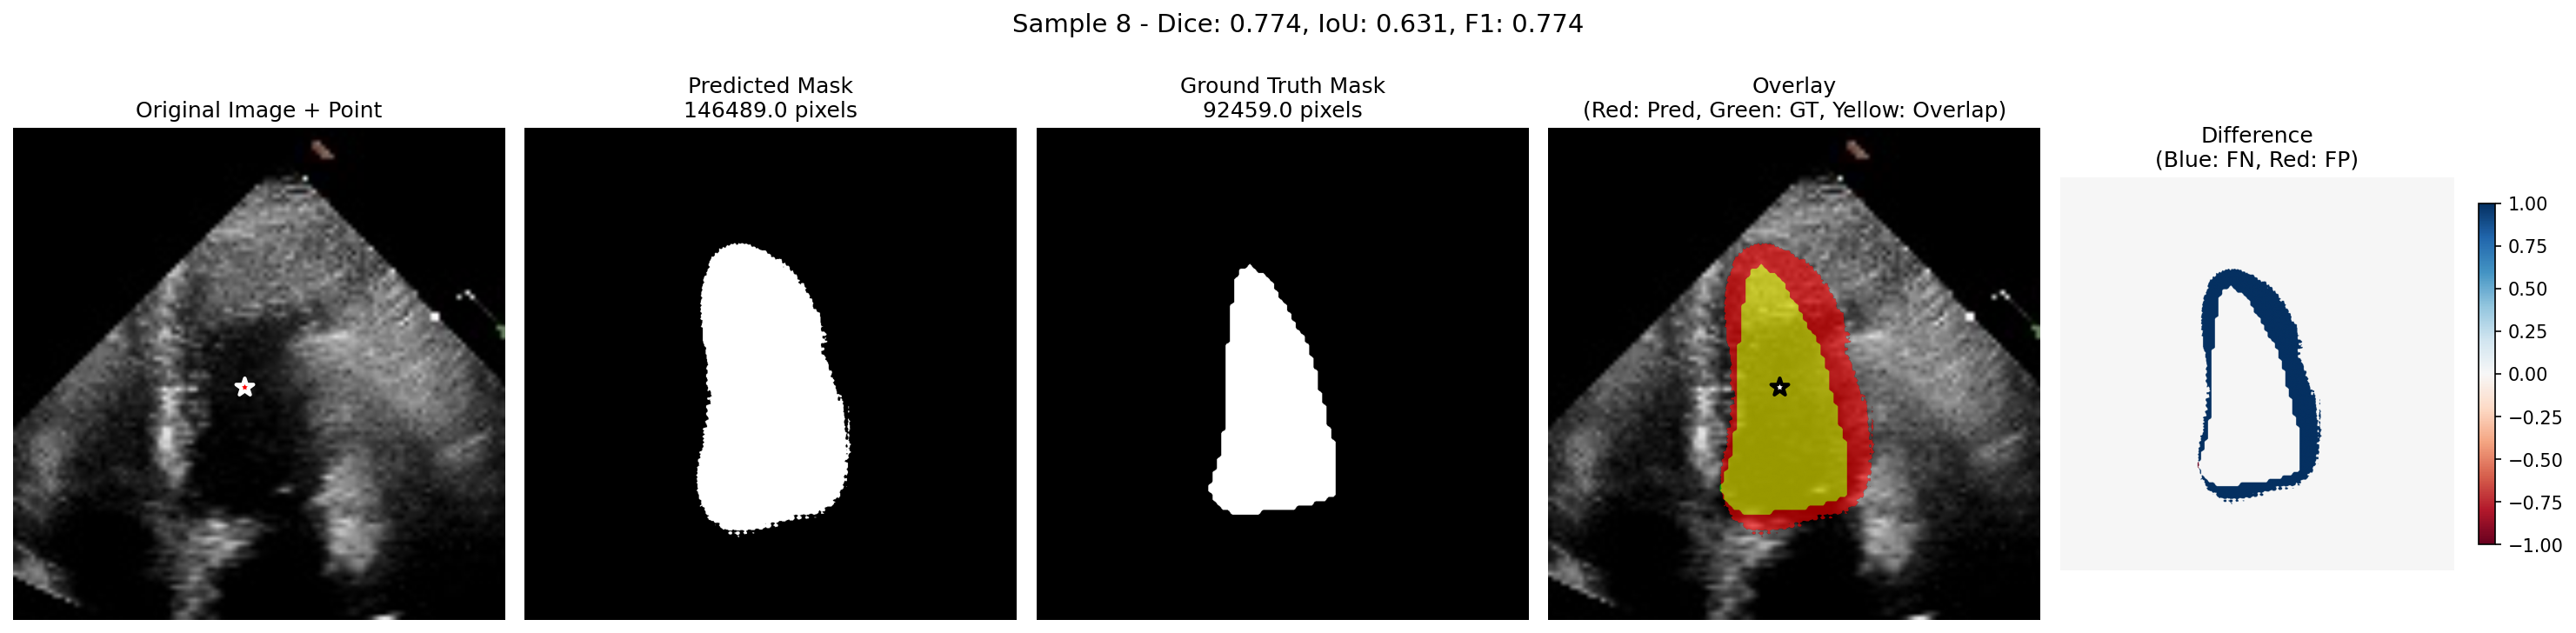 Sample 8 - Dice: 0.774, IoU: 0.631, F1: 0.774
Original Image + Point
Predicted Mask
146489.0 pixels
Ground Truth Mask
92459.0 pixels
Overlay
(Red: Pred, Green: GT, Yellow: Overlap)
Difference
(Blue: FN, Red: FP)
1.00
0.75
0.50
0.25
0.00
−0.25
−0.50
−0.75
−1.00